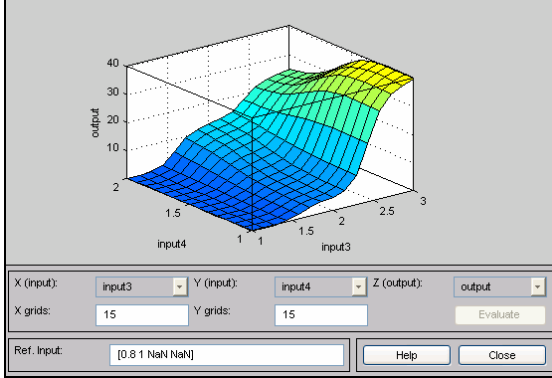 40
30
20
10
output
2
1.5
1
input4
1
1.5
2
2.5
3
input3
X (input): input3 Y (input): input4 Z (output): output
X grids: 15 Y grids: 15 Evaluate
Ref. Input: [0.8 1 NaN NaN] Help Close